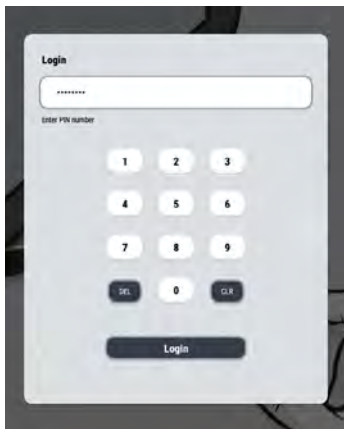 Login
••••••••
Enter PIN number
1 2 3
4 5 6
7 8 9
DEL 0 CLR
Login